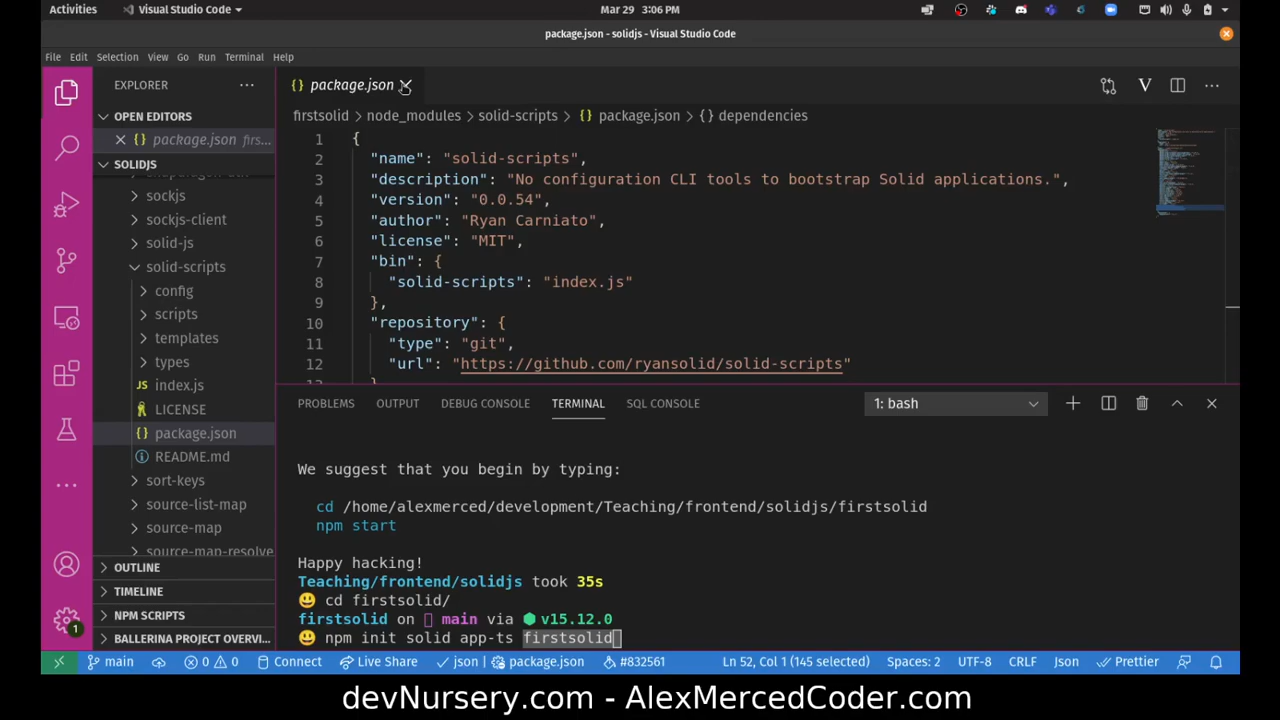 Activities Visual Studio Code Mar 29 3:06 PM
package.json - solidjs - Visual Studio Code
File Edit Selection View Go Run Terminal Help
EXPLORER
OPEN EDITORS
package.json firs...
SOLIDJS
sockjs
sockjs-client
solid-js
solid-scripts
config
scripts
templates
types
JS index.js
LICENSE
{} package.json
README.md
sort-keys
source-list-map
source-map
source-map-resolve
OUTLINE
TIMELINE
NPM SCRIPTS
BALLERINA PROJECT OVERVI...
1
{} package.json
firstsolid > node_modules > solid-scripts > {} package.json > {} dependencies
1 {
2 "name": "solid-scripts",
3 "description": "No configuration CLI tools to bootstrap Solid applications.",
4 "version": "0.0.54",
5 "author": "Ryan Carniato",
6 "license": "MIT",
7 "bin": {
8 "solid-scripts": "index.js"
9 },
10 "repository": {
11 "type": "git",
12 "url": "https://github.com/ryansolid/solid-scripts"
PROBLEMS OUTPUT DEBUG CONSOLE TERMINAL SQL CONSOLE 1: bash
We suggest that you begin by typing:
cd /home/alexmerced/development/Teaching/frontend/solidjs/firstsolid
npm start
Happy hacking!
Teaching/frontend/solidjs took 35s
😃 cd firstsolid/
firstsolid on main via ⬢ v15.12.0
😃 npm init solid app-ts firstsolid
main 0 0 Connect Live Share json package.json #832561 Ln 52, Col 1 (145 selected) Spaces: 2 UTF-8 CRLF Json Prettier
devNursery.com - AlexMercedCoder.com